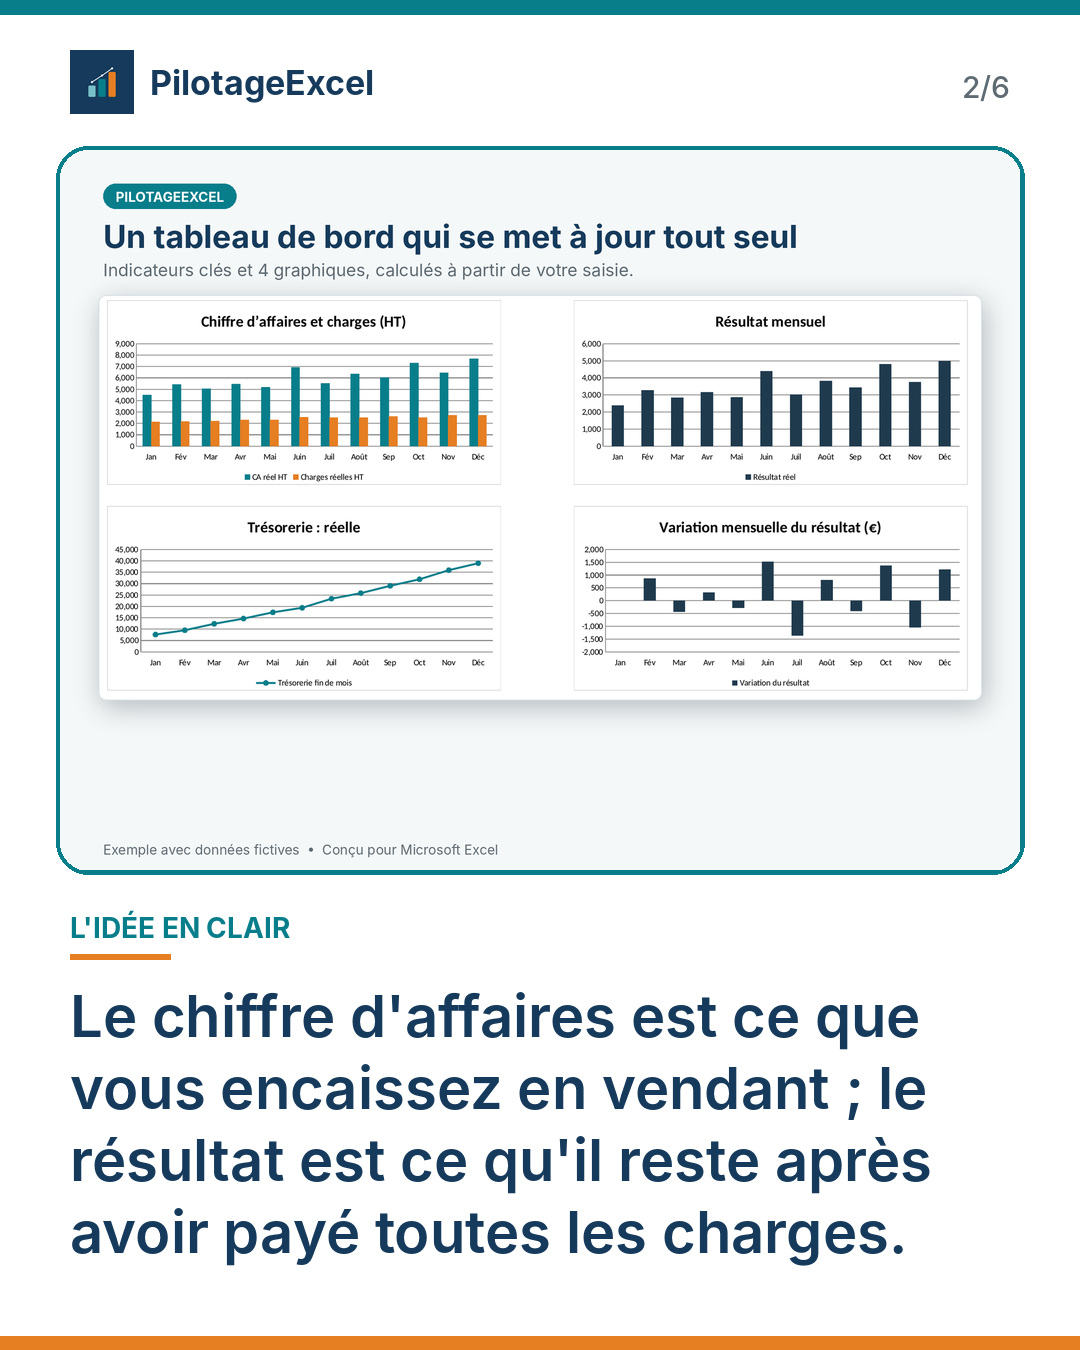 PilotageExcel
2/6
PILOTAGEEXCEL
Un tableau de bord qui se met à jour tout seul
Indicateurs clés et 4 graphiques, calculés à partir de votre saisie.
Chiffre d’affaires et charges (HT)
9,000
8,000
7,000
6,000
5,000
4,000
3,000
2,000
1,000
0
Jan Fév Mar Avr Mai Juin Juil Août Sep Oct Nov Déc
CA réel HT Charges réelles HT
Résultat mensuel
6,000
5,000
4,000
3,000
2,000
1,000
0
Jan Fév Mar Avr Mai Juin Juil Août Sep Oct Nov Déc
Résultat réel
Trésorerie : réelle
45,000
40,000
35,000
30,000
25,000
20,000
15,000
10,000
5,000
0
Jan Fév Mar Avr Mai Juin Juil Août Sep Oct Nov Déc
Trésorerie fin de mois
Variation mensuelle du résultat (€)
2,000
1,500
1,000
500
0
-500
-1,000
-1,500
-2,000
Jan Fév Mar Avr Mai Juin Juil Août Sep Oct Nov Déc
Variation du résultat
Exemple avec données fictives • Conçu pour Microsoft Excel
L'IDÉE EN CLAIR
Le chiffre d'affaires est ce que
vous encaissez en vendant ; le
résultat est ce qu'il reste après
avoir payé toutes les charges.